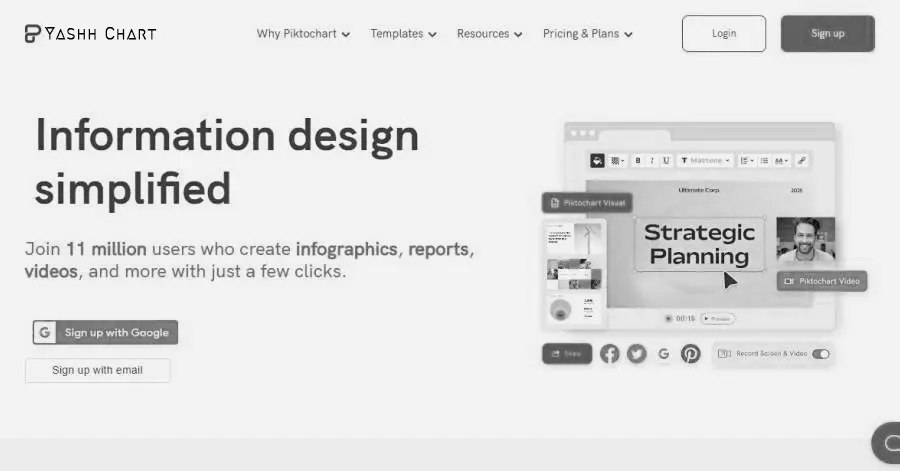 YASHH CHART
Why Piktochart Templates Resources Pricing & Plans Login Sign up
Information design
simplified
Join 11 million users who create infographics, reports,
videos, and more with just a few clicks.
G Sign up with Google
Sign up with email
B I U T
Ultimate Corp.
Piktochart Visual
Strategic
Planning
Piktochart Video
00:15 Preview
Share
Record Screen & Video